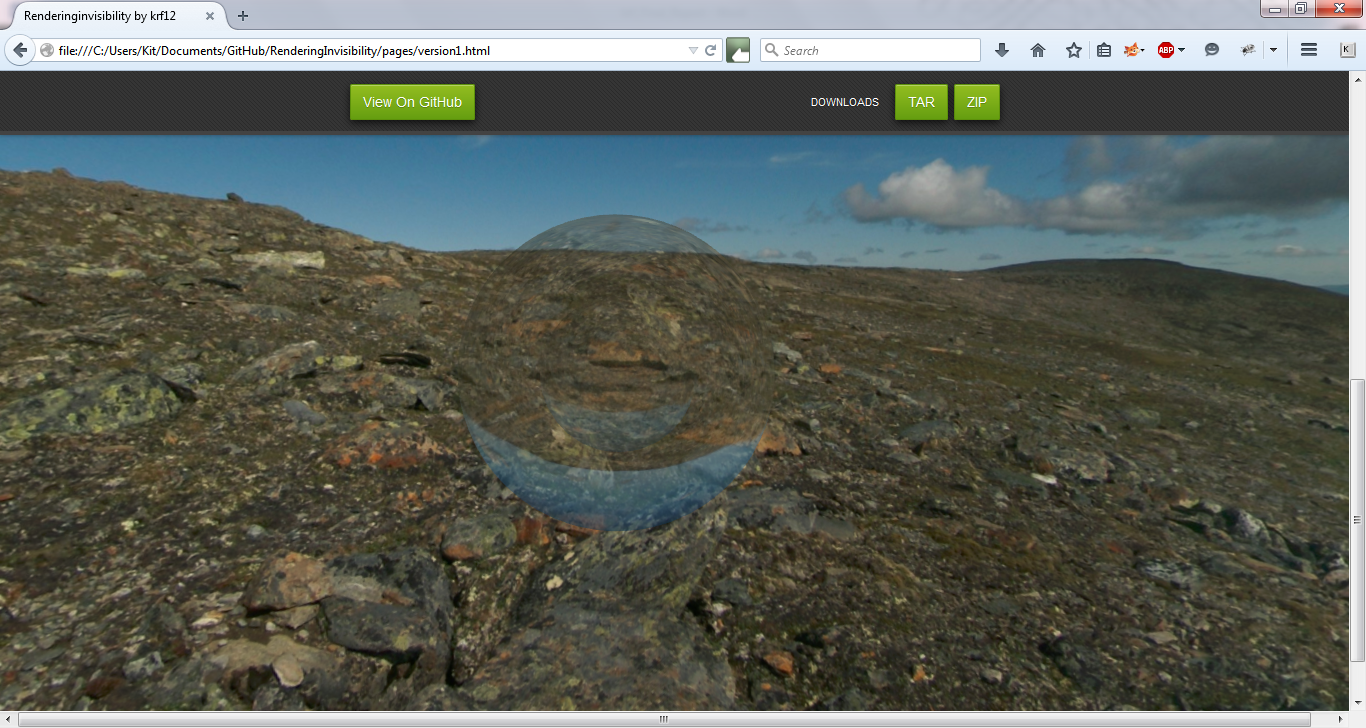 Renderinginvisibility by krf12
file:///C:/Users/Kit/Documents/GitHub/RenderingInvisibility/pages/version1.html
Search
ABP
K
View On GitHub
DOWNLOADS
TAR
ZIP